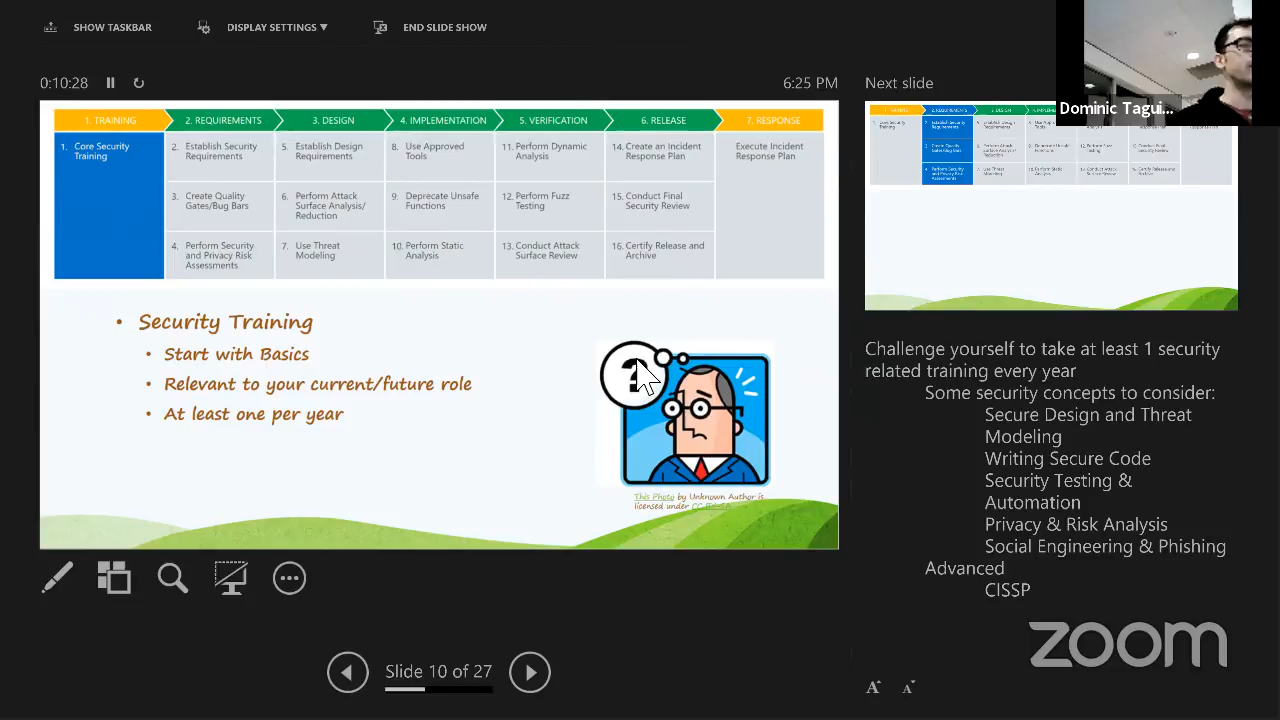 SHOW TASKBAR
DISPLAY SETTINGS ▼
END SLIDE SHOW
0:10:28
6:25 PM
Next slide
Dominic Tagui...
1. TRAINING
2. REQUIREMENTS
3. DESIGN
4. IMPLEMENTATION
5. VERIFICATION
6. RELEASE
7. RESPONSE
1. Core Security
Training
2. Establish Security
Requirements
5. Establish Design
Requirements
8. Use Approved
Tools
11. Perform Dynamic
Analysis
14. Create an Incident
Response Plan
Execute Incident
Response Plan
3. Create Quality
Gates/Bug Bars
6. Perform Attack
Surface Analysis/
Reduction
9. Deprecate Unsafe
Functions
12. Perform Fuzz
Testing
15. Conduct Final
Security Review
4. Perform Security
and Privacy Risk
Assessments
7. Use Threat
Modeling
10. Perform Static
Analysis
13. Conduct Attack
Surface Review
16. Certify Release and
Archive
• Security Training
• Start with Basics
• Relevant to your current/future role
• At least one per year
?
This Photo by Unknown Author is
licensed under
Challenge yourself to take at least 1 security
related training every year
Some security concepts to consider:
Secure Design and Threat
Modeling
Writing Secure Code
Security Testing &
Automation
Privacy & Risk Analysis
Social Engineering & Phishing
Advanced
CISSP
zoom
Slide 10 of 27
A A